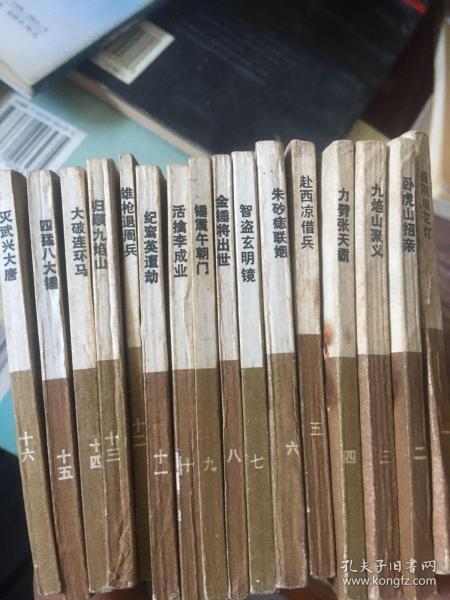 灭武兴大唐
十六
四猛八大锤
十五
大破连环马
十四
归顺九焰山
十三
雄枪退周兵
十二
纪鸾英遭劫
十一
活擒李成业
十
锤震午朝门
九
金锤将出世
八
智盗玄明镜
七
朱砂痣联姻
六
赴西凉借兵
五
力劈张天霸
四
九焰山聚义
三
卧虎山招亲
二
花灯
一
孔夫子旧书网
www.kongfz.com